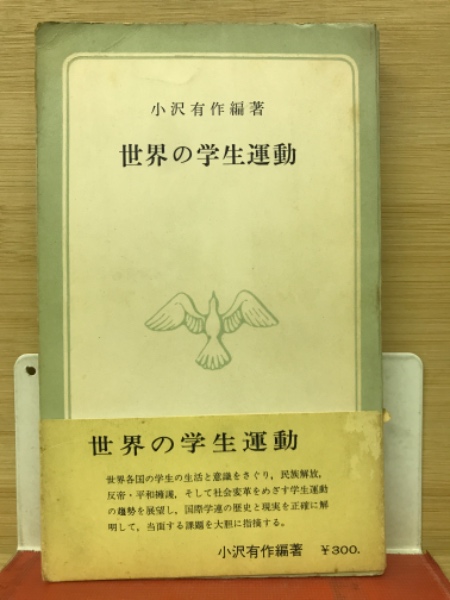 小沢有作編著
世界の学生運動
世界の学生運動
世界各国の学生の生活と意識をさぐり，民族解放，
反帝・平和擁護，そして社会変革をめざす学生運動
の趨勢を展望し，国際学連の歴史と現実を正確に解
明して，当面する課題を大胆に指摘する。
小沢有作編著 ￥300.